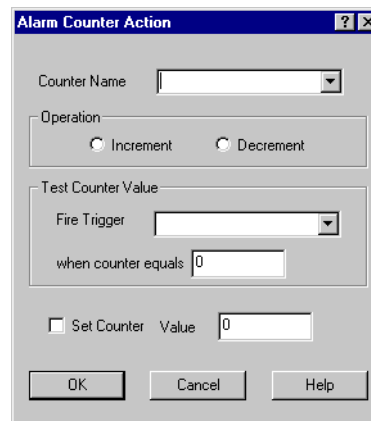 Alarm Counter Action
Counter Name
Operation
Increment Decrement
Test Counter Value
Fire Trigger
when counter equals 0
Set Counter Value 0
OK Cancel Help